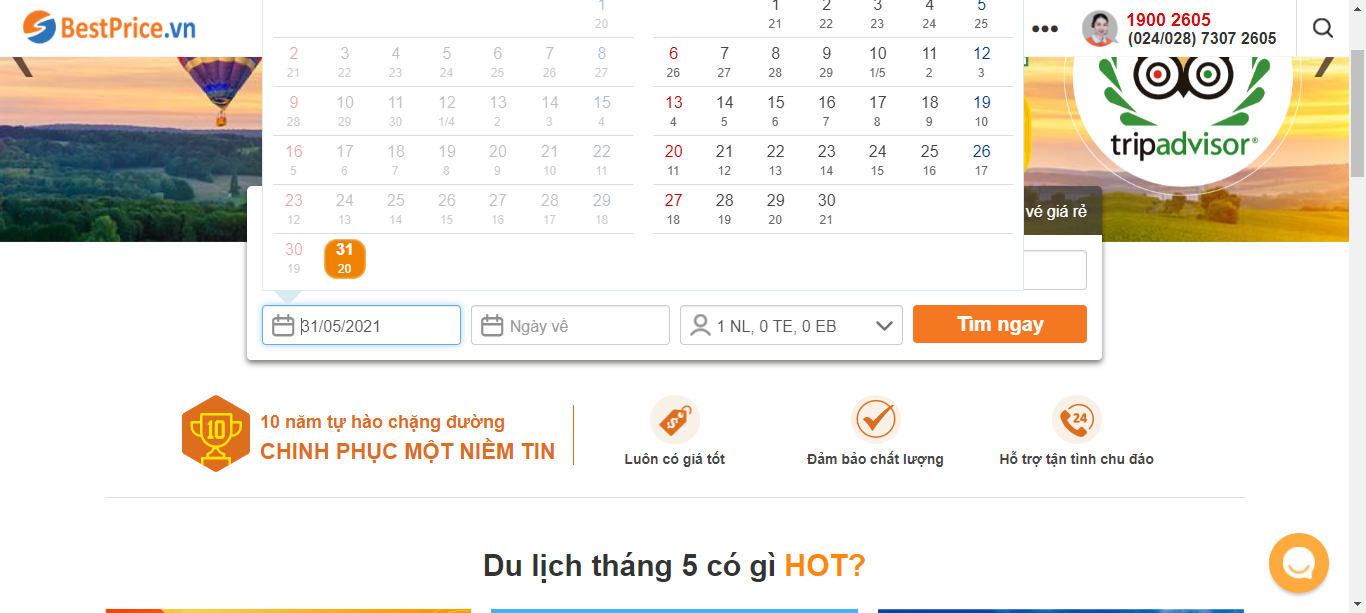 BestPrice.vn
1900 2605
(024/028) 7307 2605
1
20
2 3 4 5 6 7 8
21 22 23 24 25 26 27
9 10 11 12 13 14 15
28 29 30 1/4 2 3 4
16 17 18 19 20 21 22
5 6 7 8 9 10 11
23 24 25 26 27 28 29
12 13 14 15 16 17 18
30 31
19 20
1 2 3 4 5
21 22 23 24 25
6 7 8 9 10 11 12
26 27 28 29 1/5 2 3
13 14 15 16 17 18 19
4 5 6 7 8 9 10
20 21 22 23 24 25 26
11 12 13 14 15 16 17
27 28 29 30
18 19 20 21
tripadvisor®
vé giá rẻ
31/05/2021
Ngày về
1 NL, 0 TE, 0 EB
Tìm ngay
10
10 năm tự hào chặng đường
CHINH PHỤC MỘT NIỀM TIN
$
Luôn có giá tốt
Đảm bảo chất lượng
24
Hỗ trợ tận tình chu đáo
Du lịch tháng 5 có gì HOT?